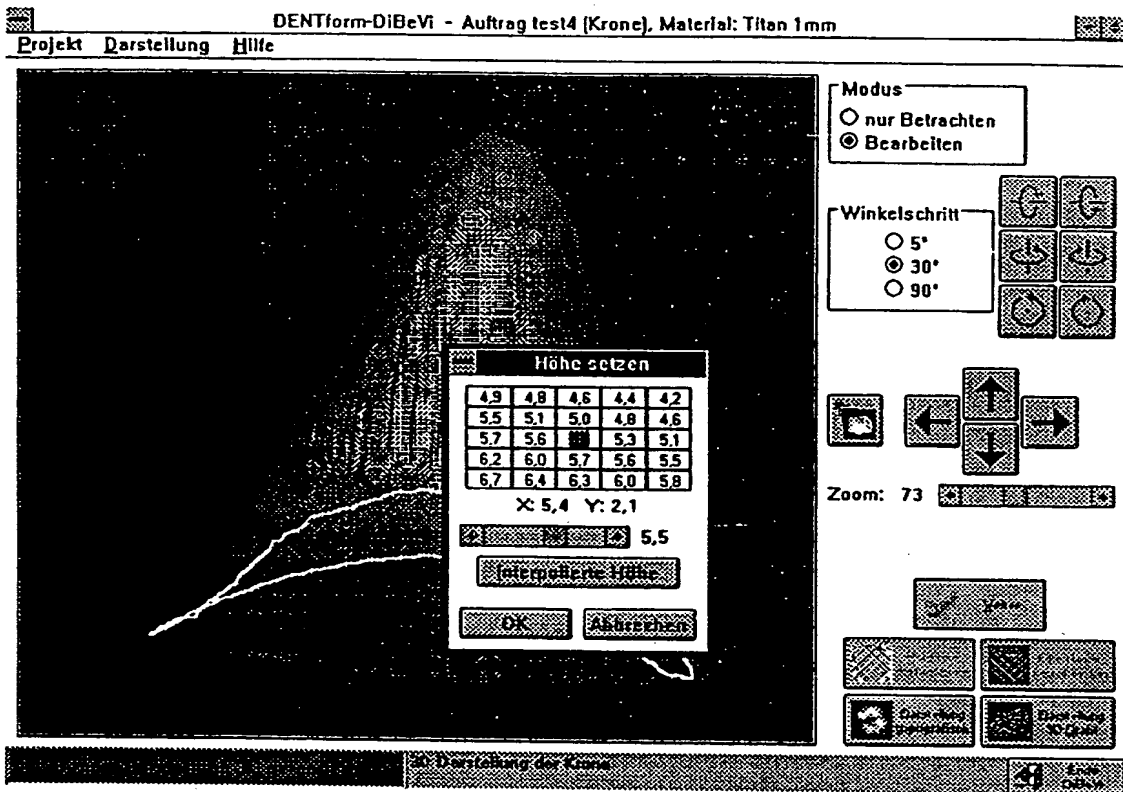 DENTform-DiBeVi - Auftrag test4 (Krone), Material: Titan 1mm
Projekt Darstellung Hilfe
Modus
nur Betrachten
Bearbeiten
Winkelschritt
5°
30°
90°
Höhe setzen
4,9 4,8 4,6 4,4 4,2
5,5 5,1 5,0 4,8 4,6
5,7 5,6 5,3 5,1
6,2 6,0 5,7 5,6 5,5
6,7 6,4 6,3 6,0 5,8
X: 5,4 Y: 2,1
5,5
Interpolierte Höhe
OK Abbrechen
Zoom: 73
3D Darstellung der Krone
Ende
DiBeVi